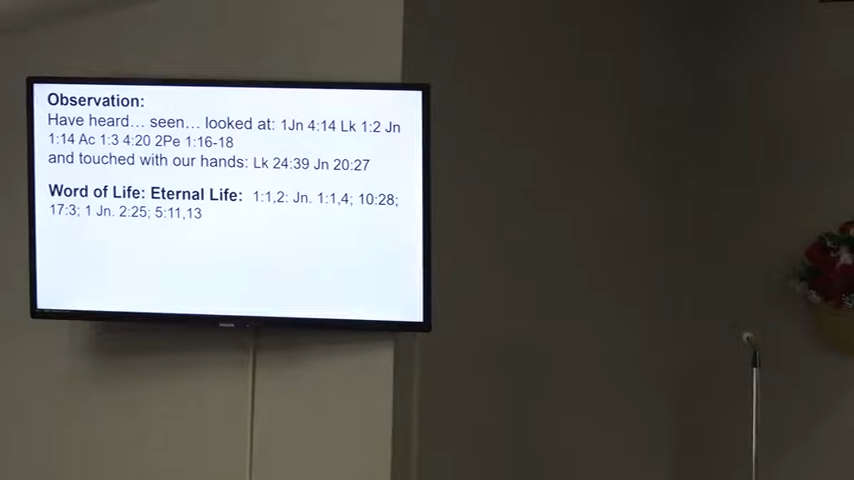 Observation:
Have heard... seen... looked at: 1Jn 4:14 Lk 1:2 Jn
1:14 Ac 1:3 4:20 2Pe 1:16-18
and touched with our hands: Lk 24:39 Jn 20:27
Word of Life: Eternal Life: 1:1,2: Jn. 1:1,4; 10:28;
17:3; 1 Jn. 2:25; 5:11,13
PHILIPS